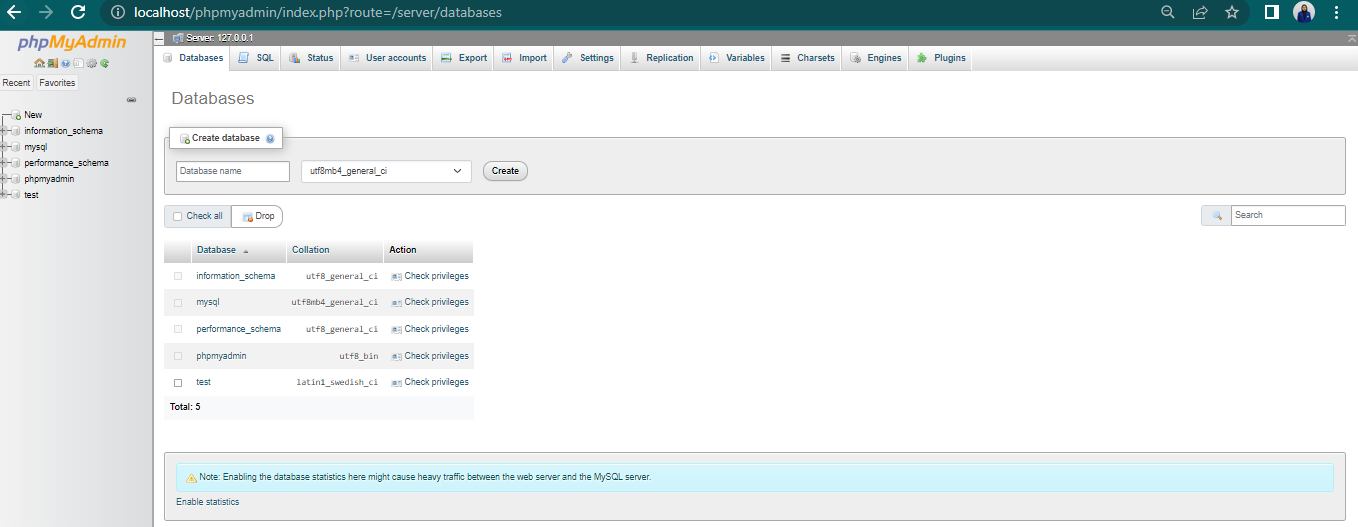 localhost/phpmyadmin/index.php?route=/server/databases
phpMyAdmin
Server: 127.0.0.1
Databases SQL Status User accounts Export Import Settings Replication Variables Charsets Engines Plugins
Recent Favorites
New
information_schema
mysql
performance_schema
phpmyadmin
test
Databases
Create database
Database name utf8mb4_general_ci Create
Check all Drop Search
Database Collation Action
information_schema utf8_general_ci Check privileges
mysql utf8mb4_general_ci Check privileges
performance_schema utf8_general_ci Check privileges
phpmyadmin utf8_bin Check privileges
test latin1_swedish_ci Check privileges
Total: 5
Note: Enabling the database statistics here might cause heavy traffic between the web server and the MySQL server.
Enable statistics